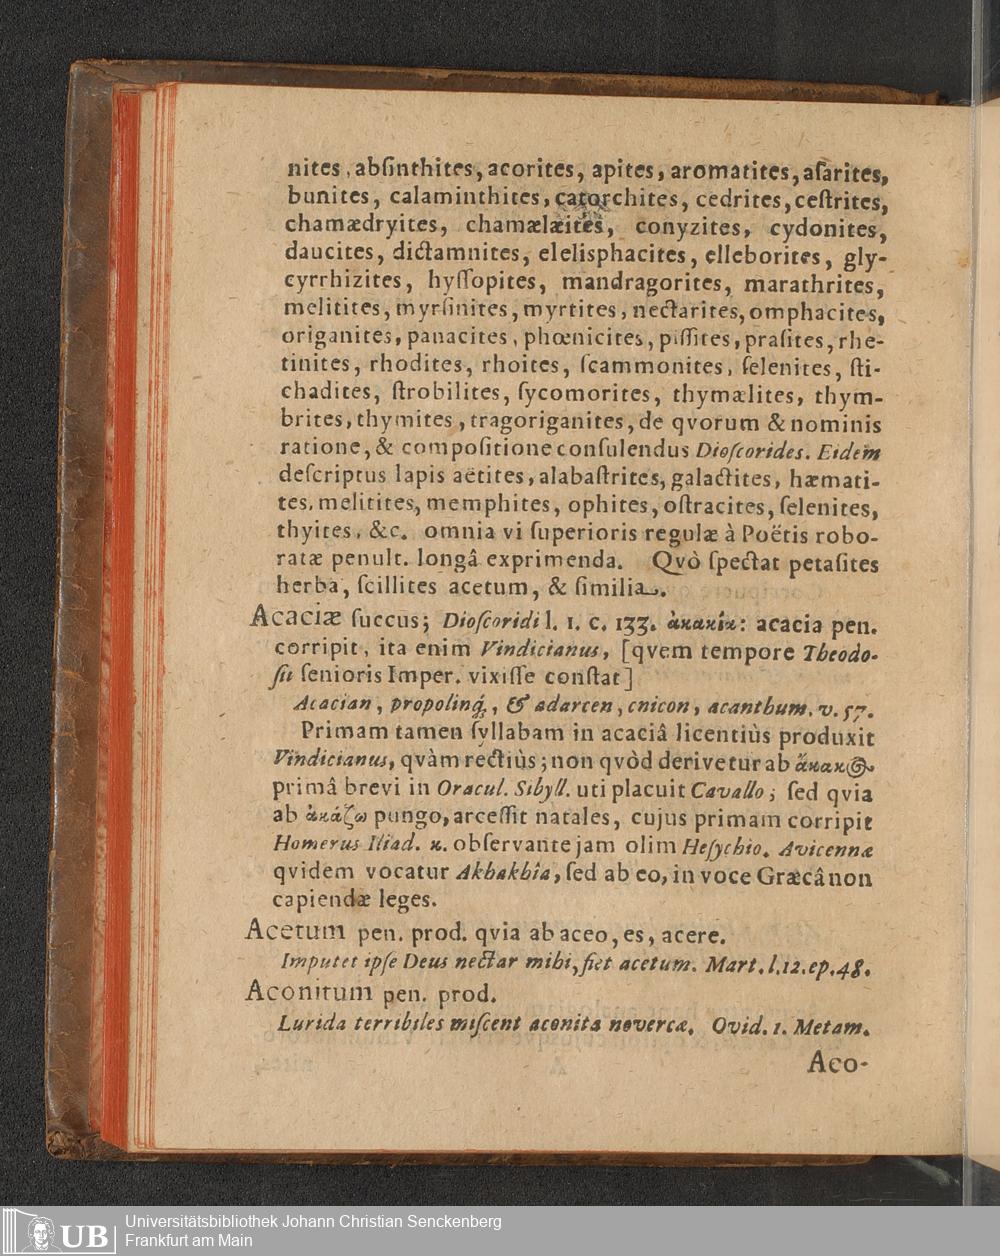 nites, abſinthites, acorites, apites, aromatites, aſarites,
bunites, calaminthites, catorchites, cedrites, ceſtrites,
chamædryites, chamælæites, conyzites, cydonites,
daucites, dictamnites, elelisphacites, elleborites, gly-
cyrrhizites, hyſſopites, mandragorites, marathrites,
melitites, myrſinites, myrtites, nectarites, omphacites,
origanites, panacites, phœnicites, piſſites, praſites, rhe-
tinites, rhodites, rhoites, ſcammonites, ſelenites, ſti-
chadites, ſtrobilites, ſycomorites, thymælites, thym-
brites, thymites, tragoriganites, de qvorum & nominis
ratione, & compoſitione conſulendus Dioſcorides. Eidem
deſcriptus lapis aëtites, alabaſtrites, galactites, hæmati-
tes, melitites, memphites, ophites, oſtracites, ſelenites,
thyites, &c. omnia vi ſuperioris regulæ à Poëtis robo-
ratæ penult. longâ exprimenda. Qvò ſpectat petaſites
herba, ſcillites acetum, & ſimilia.
Acaciæ ſuccus; Dioſcoridi l. 1. c. 133. ἀκακία: acacia pen.
corripit, ita enim Vindicianus, [qvem tempore Theodo-
ſii ſenioris Imper. vixiſſe conſtat]
Acacian, propolinq́;, & adarcen, cnicon, acanthum. v. 57.
Primam tamen ſyllabam in acaciâ licentiùs produxit
Vindicianus, qvàm rectiùs; non qvòd derivetur ab ἄκακος
primâ brevi in Oracul. Sibyll. uti placuit Cavallo; ſed qvia
ab ἀκάζω pungo, arceſſit natales, cujus primam corripit
Homerus Iliad. κ. obſervante jam olim Heſychio. Avicennæ
qvidem vocatur Akhakhîa, ſed ab eo, in voce Græcâ non
capiendæ leges.
Acetum pen. prod. qvia ab aceo, es, acere.
Imputet ipſe Deus nectar mihi, fiet acetum. Mart. l. 12. ep. 48.
Aconitum pen. prod.
Lurida terribiles miſcent aconita novercæ. Ovid. 1. Metam.
Aco-
UB Universitätsbibliothek Johann Christian Senckenberg
Frankfurt am Main